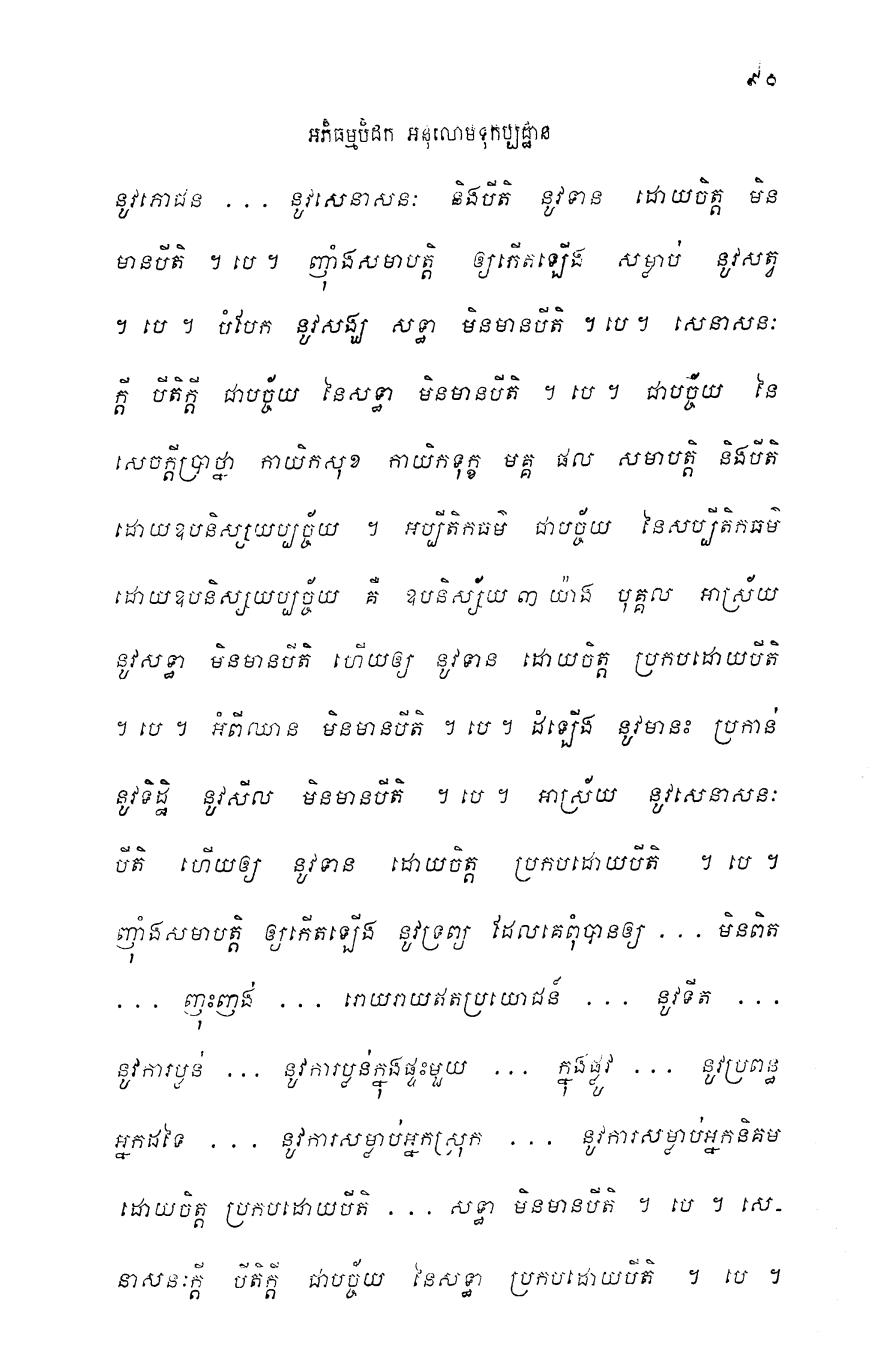 ៩០
អភិធម្មបិដក អនុលោមទុកប្បដ្ឋាន
នូវភោជន ... នូវសេនាសនៈ និងបីតិ នូវទាន ដោយចិត្ត មិន
មានបីតិ ។ បេ ។ ញ៉ាំងសមាបត្តិ ឲ្យកើតឡើង សម្លាប់ នូវសត្វ
។ បេ ។ បំបែក នូវសង្ឃ សទ្ធា មិនមានបីតិ ។ បេ ។ សេនាសនៈ
ក្តី បីតិក្តី ជាបច្ច័យ នៃសទ្ធា មិនមានបីតិ ។ បេ ។ ជាបច្ច័យ នៃ
សេចក្តីប្រាថ្នា កាយិកសុខ កាយិកទុក្ខ មគ្គ ផល សមាបត្តិ និងបីតិ
ដោយឧបនិស្សយប្បច្ច័យ ។ អប្បីតិកធម៌ ជាបច្ច័យ នៃសប្បីតិកធម៌
ដោយឧបនិស្សយប្បច្ច័យ គឺ ឧបនិស្ស័យ ៣ យ៉ាង បុគ្គល អាស្រ័យ
នូវសទ្ធា មិនមានបីតិ ហើយឲ្យ នូវទាន ដោយចិត្ត ប្រកបដោយបីតិ
។ បេ ។ អំពីឈាន មិនមានបីតិ ។ បេ ។ ដំឡើង នូវមានះ ប្រកាន់
នូវទិដ្ឋិ នូវសីល មិនមានបីតិ ។ បេ ។ អាស្រ័យ នូវសេនាសនៈ
បីតិ ហើយឲ្យ នូវទាន ដោយចិត្ត ប្រកបដោយបីតិ ។ បេ ។
ញ៉ាំងសមាបត្តិ ឲ្យកើតឡើង នូវទ្រព្យ ដែលគេពុំបានឲ្យ ... មិនពិត
... ញុះញង់ ... រោយរាយឥតប្រយោជន៍ ... នូវទីត ...
នូវការប្លន់ ... នូវការប្លន់ក្នុងផ្ទះមួយ ... ក្នុងផ្លូវ ... នូវប្រពន្ធ
អ្នកដទៃ ... នូវការសម្លាប់អ្នកស្រុក ... នូវការសម្លាប់អ្នកនិគម
ដោយចិត្ត ប្រកបដោយបីតិ ... សទ្ធា មិនមានបីតិ ។ បេ ។ សេ-
នាសនៈក្តី បីតិក្តី ជាបច្ច័យ នៃសទ្ធា ប្រកបដោយបីតិ ។ បេ ។